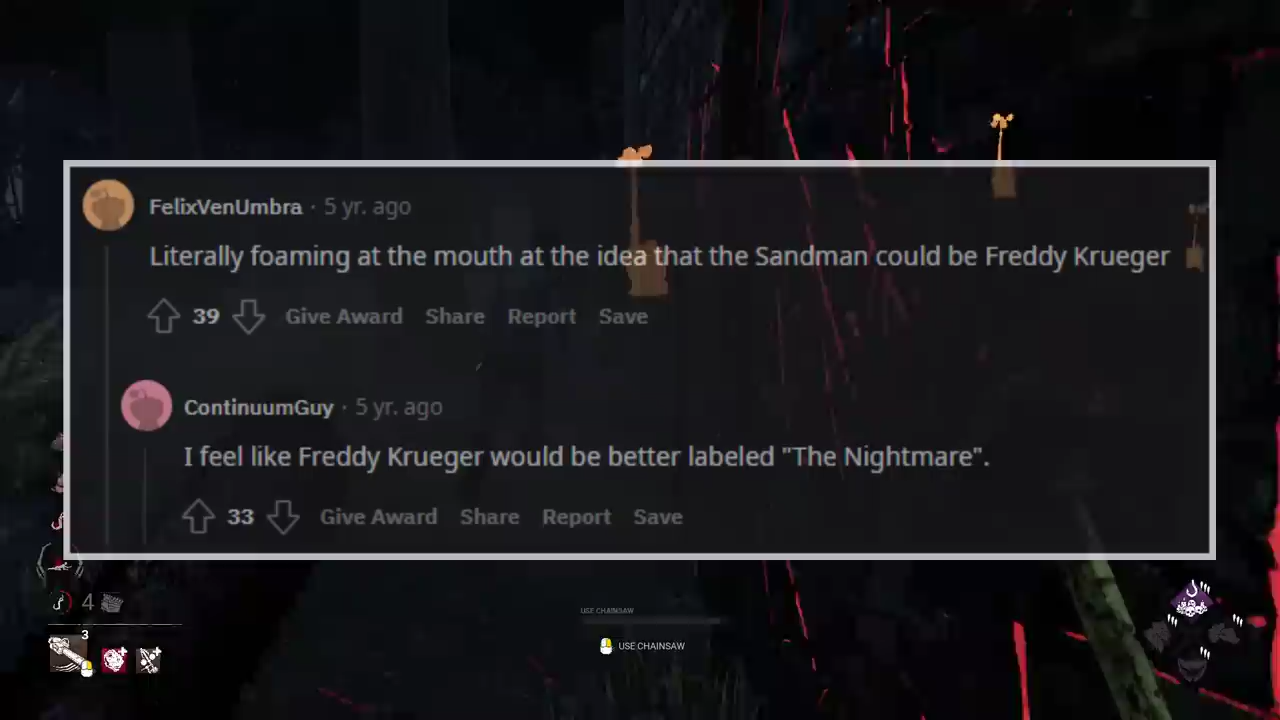 FelixVenUmbra · 5 yr. ago
Literally foaming at the mouth at the idea that the Sandman could be Freddy Krueger
39 Give Award Share Report Save
ContinuumGuy · 5 yr. ago
I feel like Freddy Krueger would be better labeled "The Nightmare".
33 Give Award Share Report Save
4
USE CHAINSAW
3
USE CHAINSAW